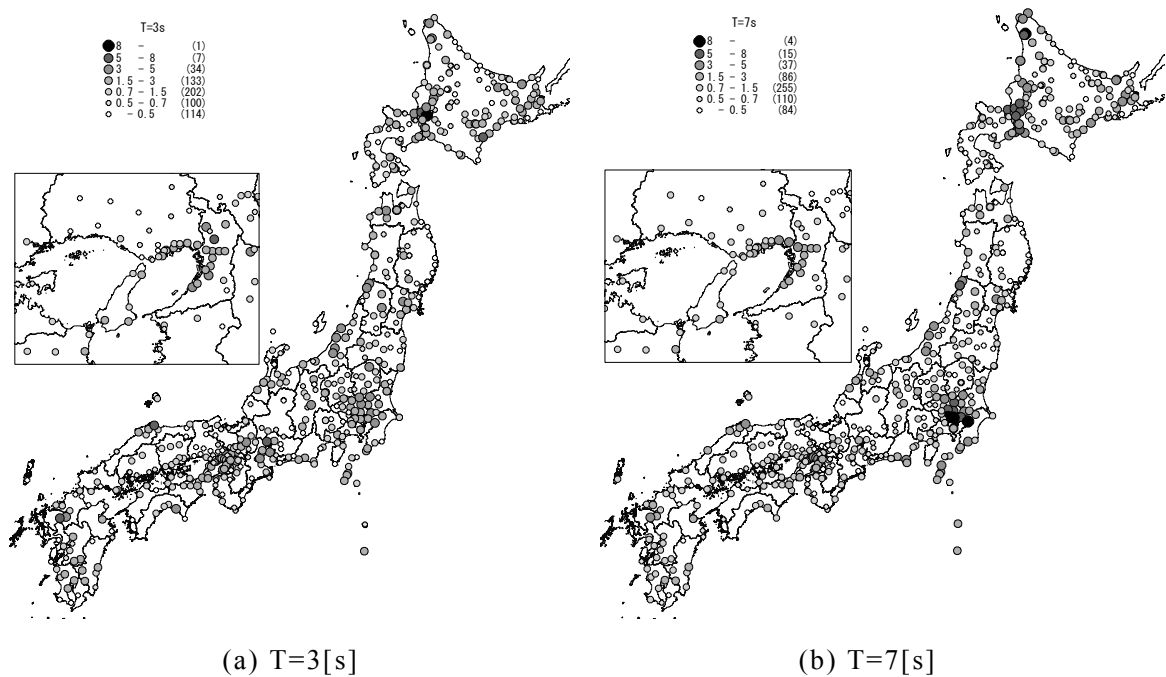 T=3s
8 - (1)
5 - 8 (7)
3 - 5 (34)
1.5 - 3 (133)
0.7 - 1.5 (202)
0.5 - 0.7 (100)
- 0.5 (114)
T=7s
8 - (4)
5 - 8 (15)
3 - 5 (37)
1.5 - 3 (86)
0.7 - 1.5 (255)
0.5 - 0.7 (110)
- 0.5 (84)
(a) T=3[s]
(b) T=7[s]